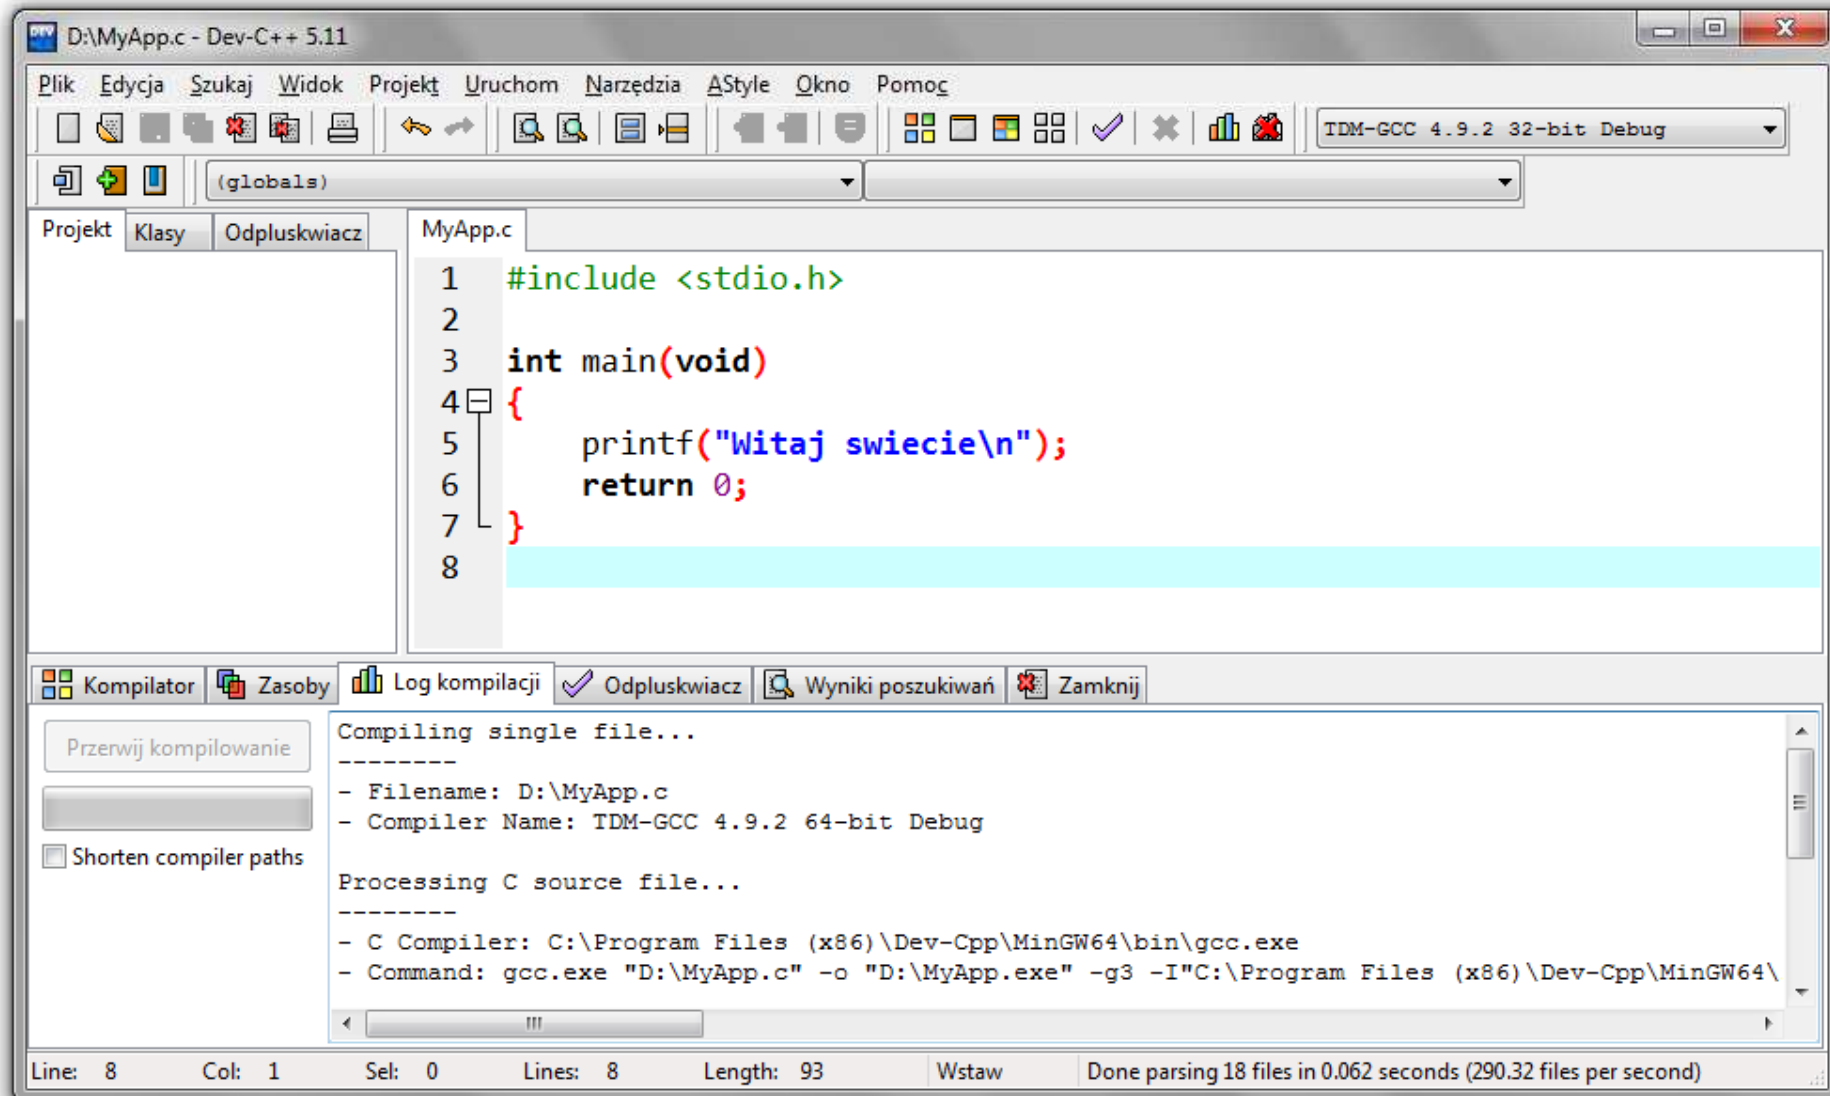 D:\MyApp.c - Dev-C++ 5.11
Plik Edycja Szukaj Widok Projekt Uruchom Narzędzia AStyle Okno Pomoc
TDM-GCC 4.9.2 32-bit Debug
(globals)
Projekt Klasy Odpluskwiacz MyApp.c
1 #include <stdio.h>
2
3 int main(void)
4 {
5 printf("Witaj swiecie\n");
6 return 0;
7 }
8
Kompilator Zasoby Log kompilacji Odpluskwiacz Wyniki poszukiwań Zamknij
Przerwij kompilowanie
Shorten compiler paths
Compiling single file...
--------
- Filename: D:\MyApp.c
- Compiler Name: TDM-GCC 4.9.2 64-bit Debug
Processing C source file...
--------
- C Compiler: C:\Program Files (x86)\Dev-Cpp\MinGW64\bin\gcc.exe
- Command: gcc.exe "D:\MyApp.c" -o "D:\MyApp.exe" -g3 -I"C:\Program Files (x86)\Dev-Cpp\MinGW64\
Line: 8 Col: 1 Sel: 0 Lines: 8 Length: 93 Wstaw Done parsing 18 files in 0.062 seconds (290.32 files per second)